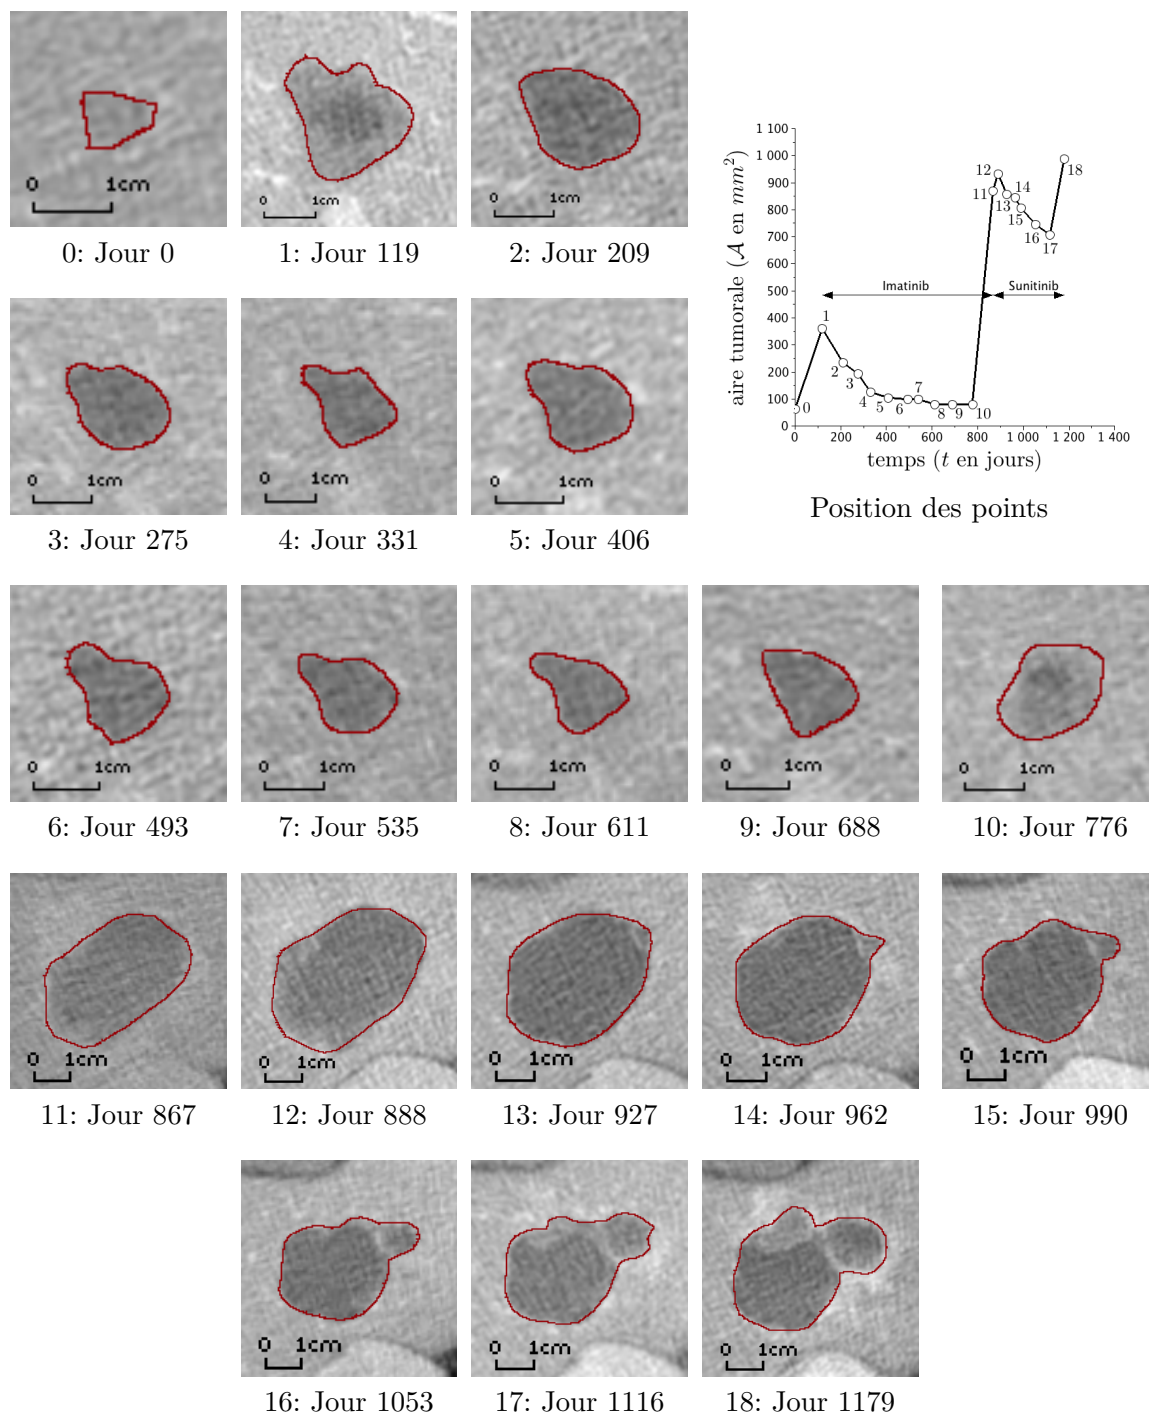 0 1cm
0: Jour 0
0 1cm
1: Jour 119
2: Jour 209
1 100
1 000
900
800
700
600
500
400
300
200
100
0
aire tumorale (𝒜 en mm²)
0 200 400 600 800 1 000 1 200 1 400
temps (t en jours)
Imatinib
Sunitinib
0
1
2
3
4
5
6
7
8
9
10
11
12
13
14
15
16
17
18
Position des points
0 1cm
3: Jour 275
0 1cm
4: Jour 331
0 1cm
5: Jour 406
0 1cm
6: Jour 493
0 1cm
7: Jour 535
0 1cm
8: Jour 611
0 1cm
9: Jour 688
0 1cm
10: Jour 776
0 1cm
11: Jour 867
0 1cm
12: Jour 888
0 1cm
13: Jour 927
0 1cm
14: Jour 962
0 1cm
15: Jour 990
0 1cm
16: Jour 1053
0 1cm
17: Jour 1116
0 1cm
18: Jour 1179